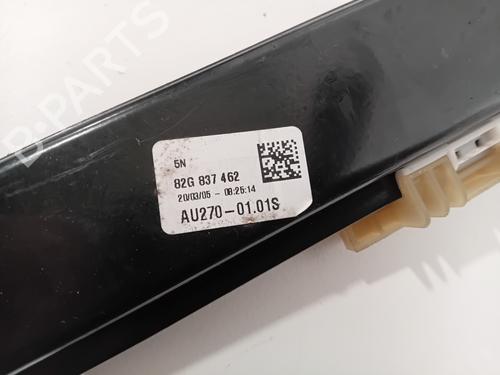 B-PARTS
5N
82G 837 462
20/03/05 - 08:25:14
AU270-01.01S